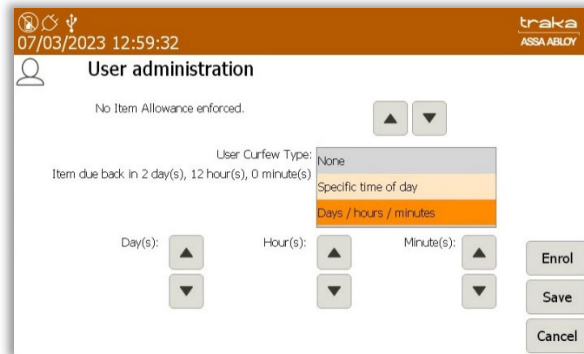 traka
07/03/2023 12:59:32
ASSA ABLOY
User administration
No Item Allowance enforced.
User Curfew Type:
None
Item due back in 2 day(s), 12 hour(s), 0 minute(s)
Specific time of day
Days / hours / minutes
Day(s):
Hour(s):
Minute(s):
Enrol
Save
Cancel